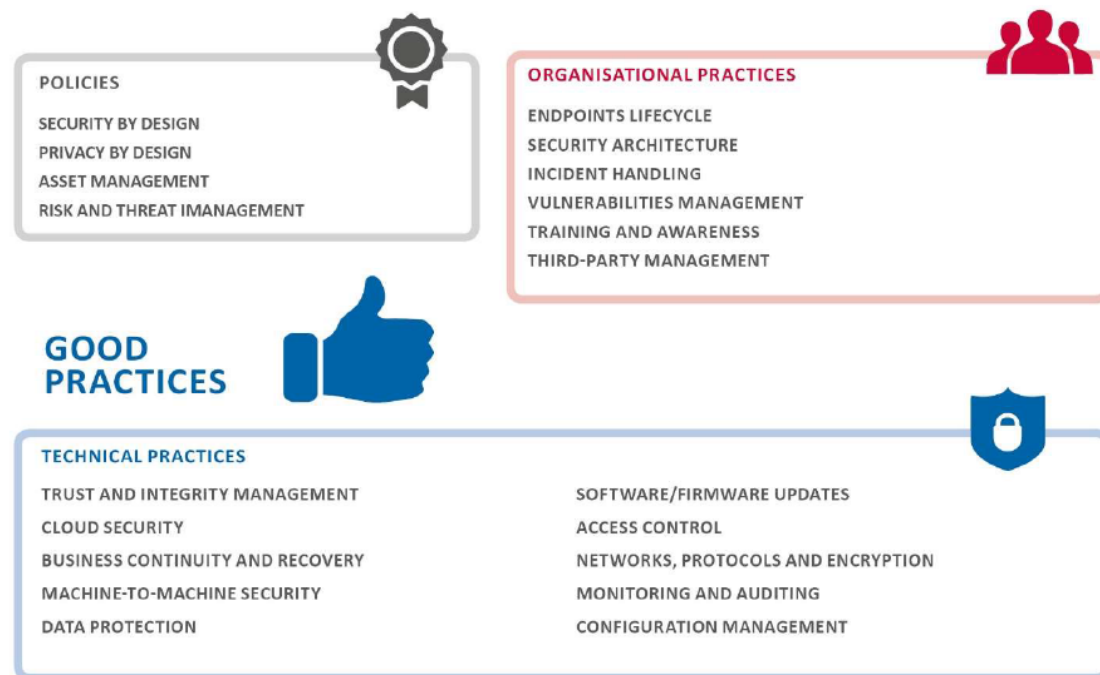 POLICIES
SECURITY BY DESIGN
PRIVACY BY DESIGN
ASSET MANAGEMENT
RISK AND THREAT IMANAGEMENT
ORGANISATIONAL PRACTICES
ENDPOINTS LIFECYCLE
SECURITY ARCHITECTURE
INCIDENT HANDLING
VULNERABILITIES MANAGEMENT
TRAINING AND AWARENESS
THIRD-PARTY MANAGEMENT
GOOD
PRACTICES
TECHNICAL PRACTICES
TRUST AND INTEGRITY MANAGEMENT
CLOUD SECURITY
BUSINESS CONTINUITY AND RECOVERY
MACHINE-TO-MACHINE SECURITY
DATA PROTECTION
SOFTWARE/FIRMWARE UPDATES
ACCESS CONTROL
NETWORKS, PROTOCOLS AND ENCRYPTION
MONITORING AND AUDITING
CONFIGURATION MANAGEMENT